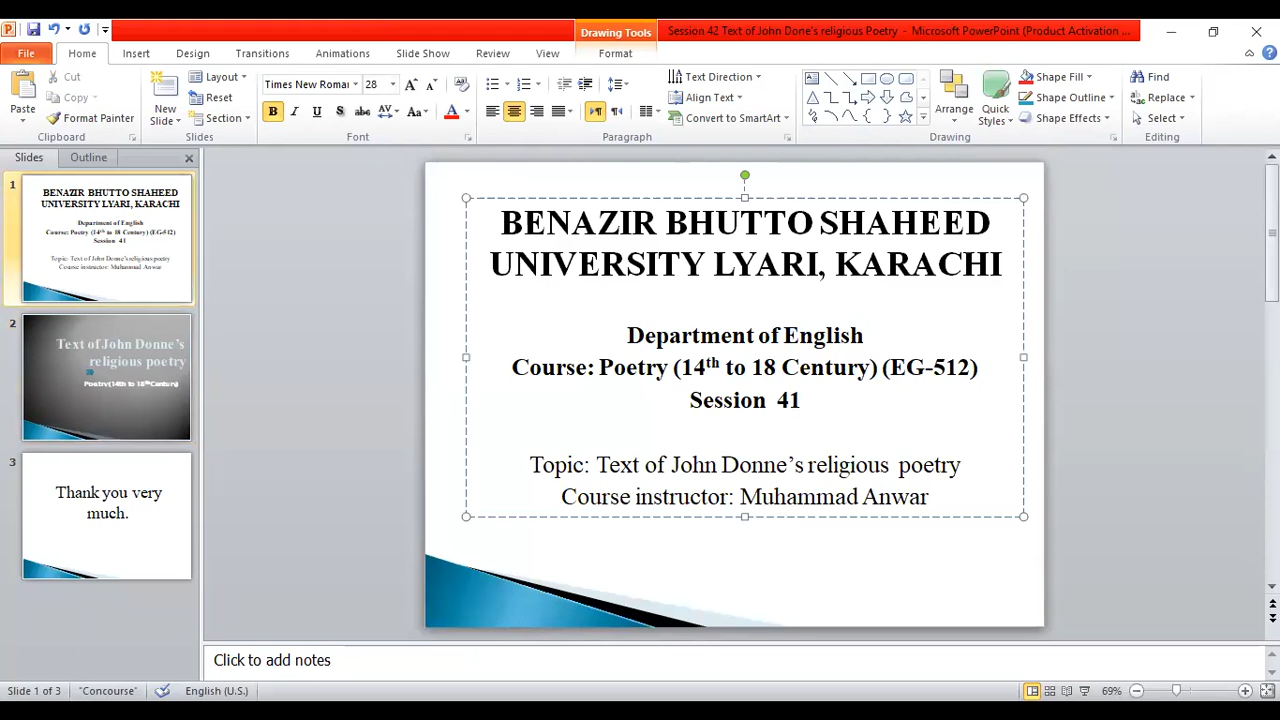 Drawing Tools
Session 42 Text of John Done's religious Poetry - Microsoft PowerPoint (Product Activation ...
File Home Insert Design Transitions Animations Slide Show Review View Format
Paste
Cut
Copy
Format Painter
Clipboard
New Slide
Layout
Reset
Section
Slides
Times New Roma 28
Font
Text Direction
Align Text
Convert to SmartArt
Paragraph
Arrange
Quick Styles
Shape Fill
Shape Outline
Shape Effects
Drawing
Find
Replace
Select
Editing
Slides Outline
1
BENAZIR BHUTTO SHAHEED
UNIVERSITY LYARI, KARACHI
Department of English
Course: Poetry (14th to 18 Century) (EG-512)
Session 41
Topic: Text of John Donne's religious poetry
Course instructor: Muhammad Anwar
2
Text of John Donne's
religious poetry
Poetry (14th to 18th Century)
3
Thank you very
much.
BENAZIR BHUTTO SHAHEED
UNIVERSITY LYARI, KARACHI
Department of English
Course: Poetry (14th to 18 Century) (EG-512)
Session 41
Topic: Text of John Donne's religious poetry
Course instructor: Muhammad Anwar
Click to add notes
Slide 1 of 3 "Concourse" English (U.S.) 69%